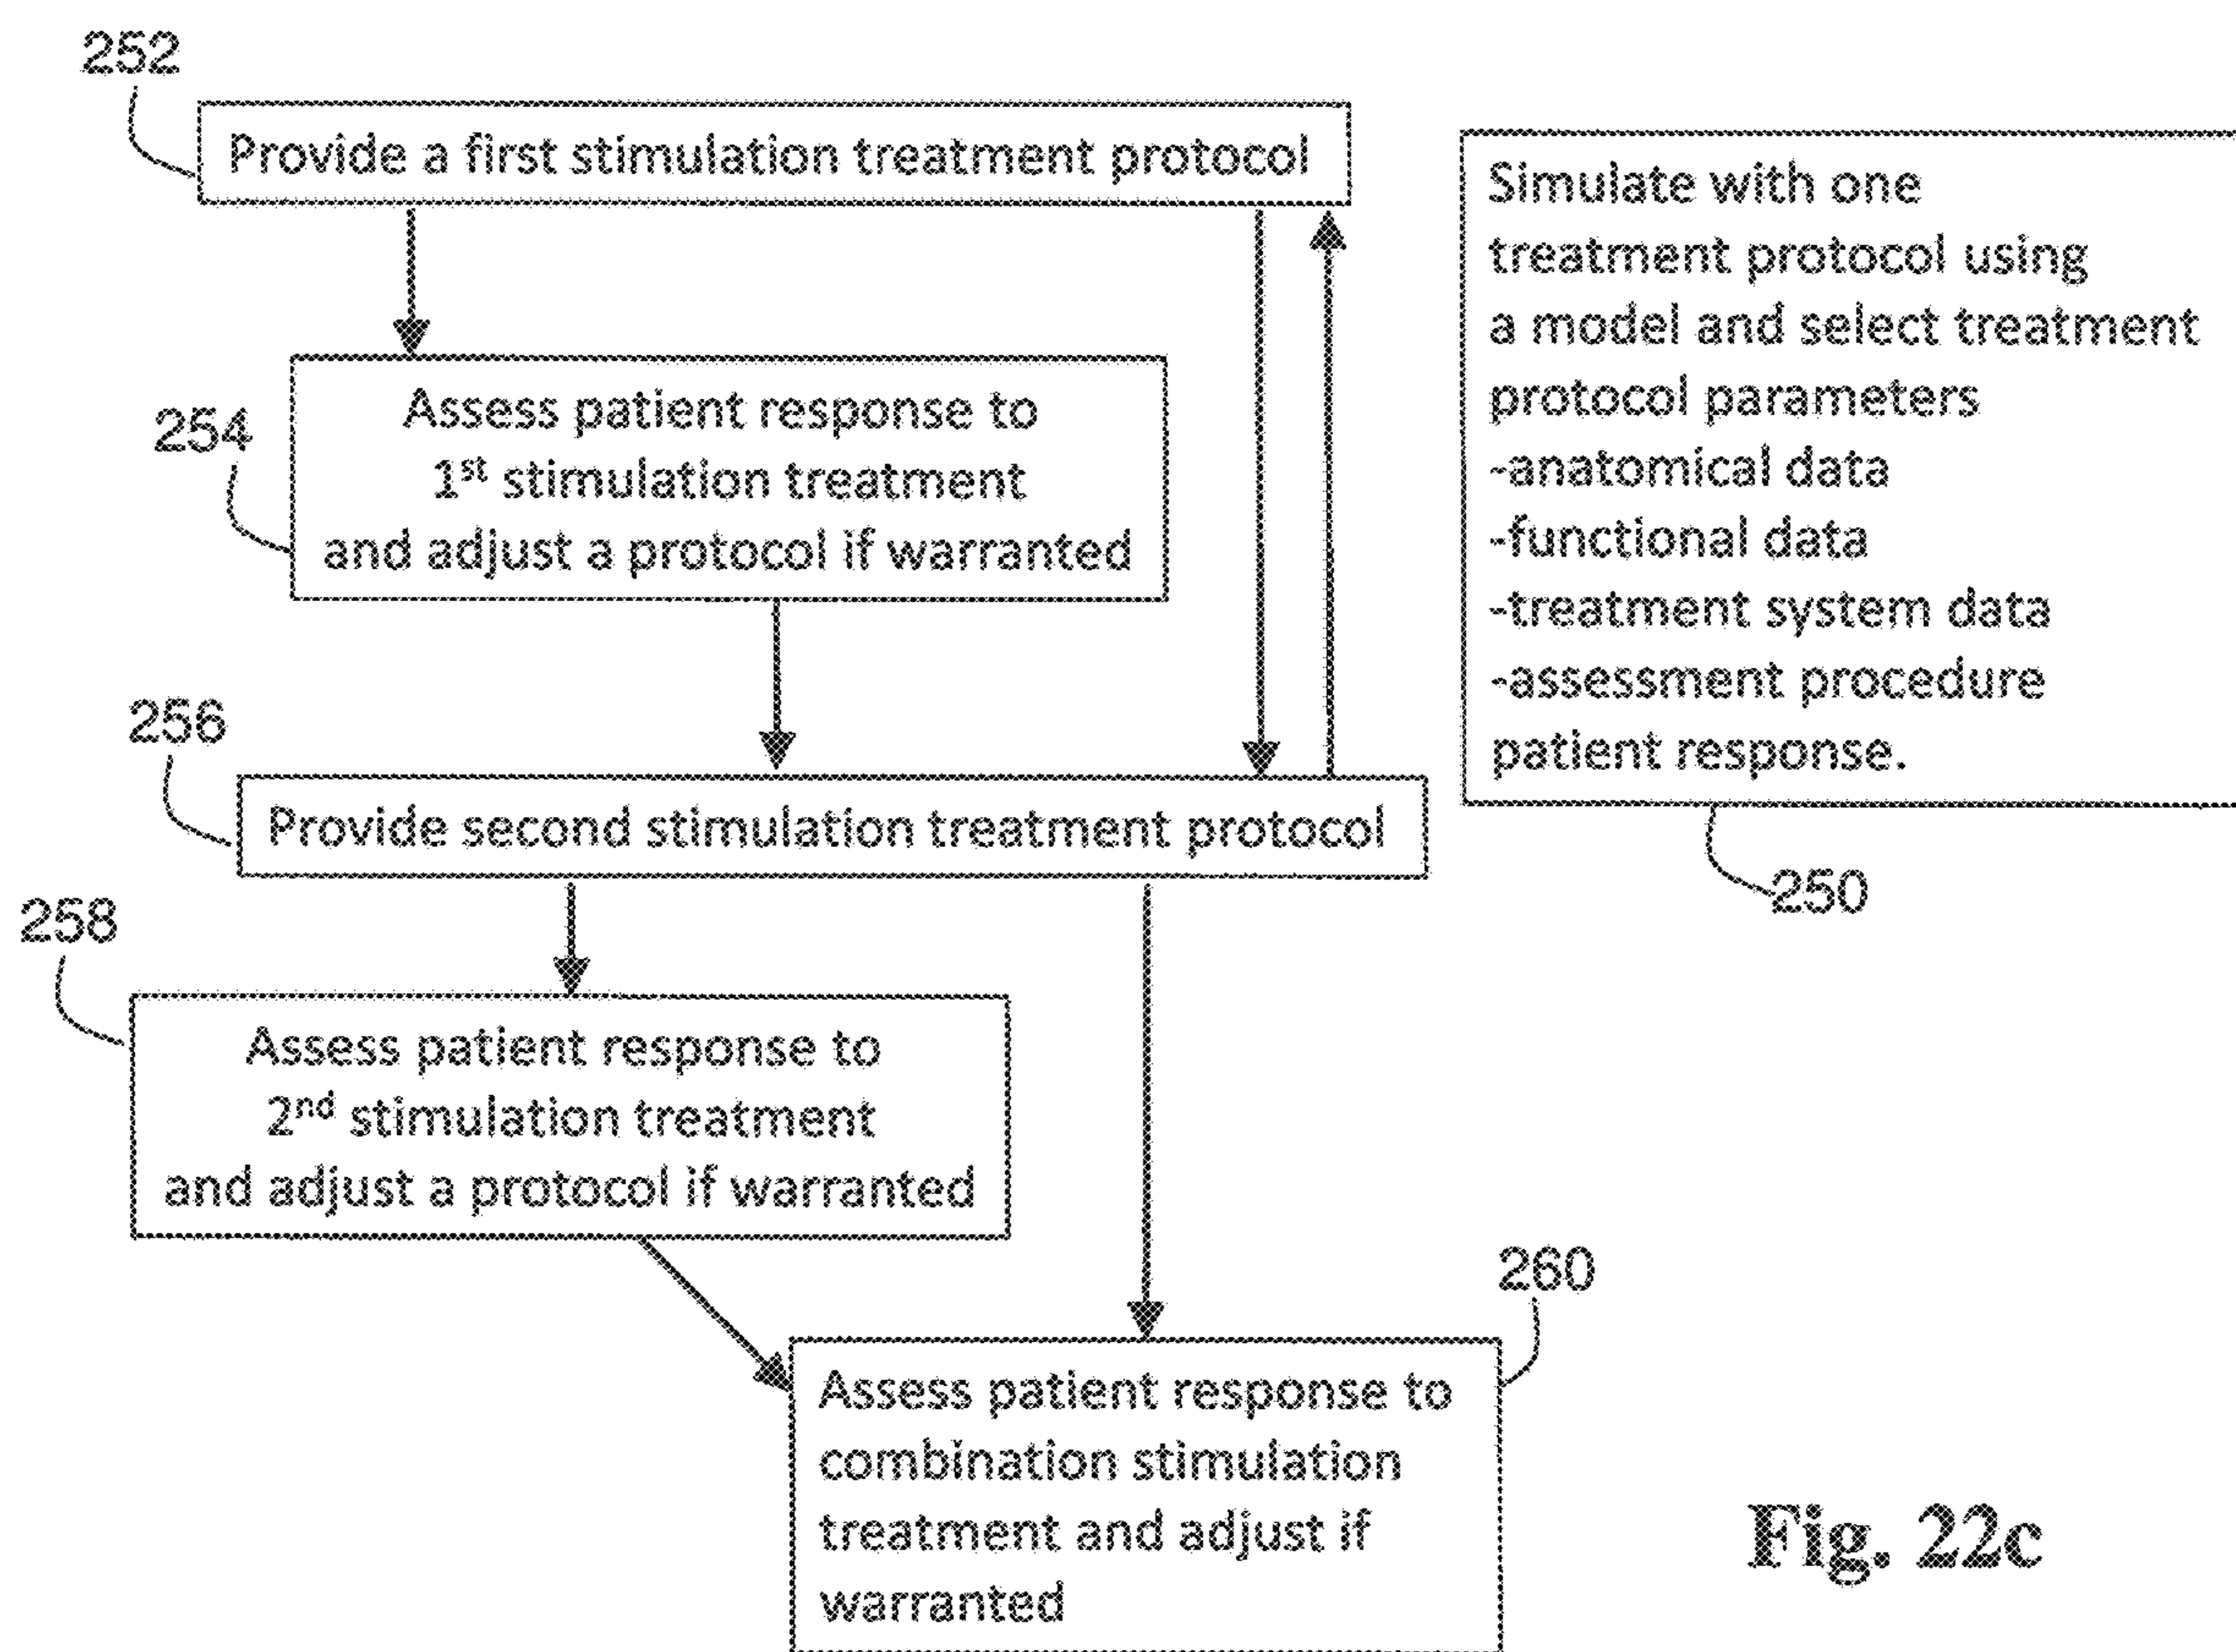 252
Provide a first stimulation treatment protocol
Simulate with one
treatment protocol using
a model and select treatment
protocol parameters
-anatomical data
-functional data
-treatment system data
-assessment procedure
patient response.
250
254
Assess patient response to
1st stimulation treatment
and adjust a protocol if warranted
256
Provide second stimulation treatment protocol
258
Assess patient response to
2nd stimulation treatment
and adjust a protocol if warranted
260
Assess patient response to
combination stimulation
treatment and adjust if
warranted
Fig. 22c